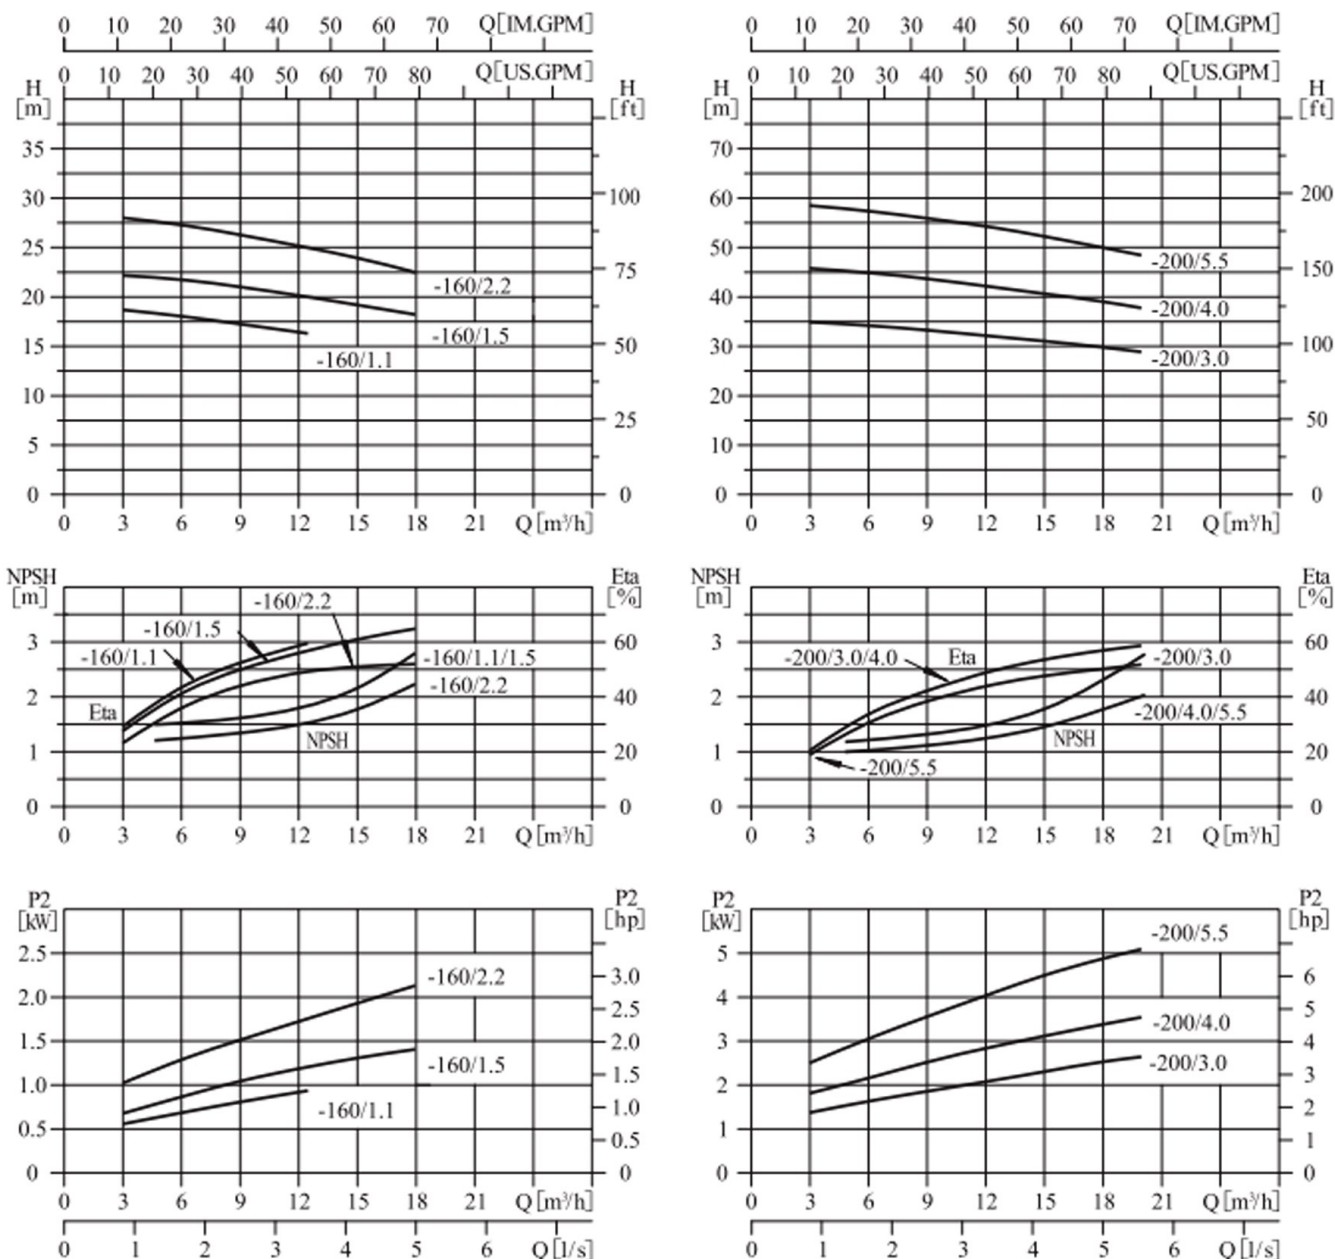 0 10 20 30 40 50 60 70 Q[IM.GPM]
0 10 20 30 40 50 60 70 80 Q[US.GPM]
H
[m]
H
[ft]
35
30
25
20
15
10
5
0
100
75
50
25
0
-160/2.2
-160/1.5
-160/1.1
0 3 6 9 12 15 18 21 Q[m³/h]
0 10 20 30 40 50 60 70 Q[IM.GPM]
0 10 20 30 40 50 60 70 80 Q[US.GPM]
H
[m]
H
[ft]
70
60
50
40
30
20
10
0
200
150
100
50
0
-200/5.5
-200/4.0
-200/3.0
0 3 6 9 12 15 18 21 Q[m³/h]
NPSH
[m]
Eta
[%]
3
2
1
0
60
40
20
0
-160/2.2
-160/1.5
-160/1.1
-160/1.1/1.5
-160/2.2
Eta
NPSH
0 3 6 9 12 15 18 21 Q[m³/h]
NPSH
[m]
Eta
[%]
3
2
1
0
60
40
20
0
-200/3.0/4.0
Eta
-200/3.0
-200/4.0/5.5
NPSH
-200/5.5
0 3 6 9 12 15 18 21 Q[m³/h]
P2
[kW]
P2
[hp]
2.5
2.0
1.5
1.0
0.5
0
3.0
2.5
2.0
1.5
1.0
0.5
0
-160/2.2
-160/1.5
-160/1.1
0 3 6 9 12 15 18 21 Q[m³/h]
0 1 2 3 4 5 6 Q[l/s]
P2
[kW]
P2
[hp]
5
4
3
2
1
0
6
5
4
3
2
1
0
-200/5.5
-200/4.0
-200/3.0
0 3 6 9 12 15 18 21 Q[m³/h]
0 1 2 3 4 5 6 Q[l/s]